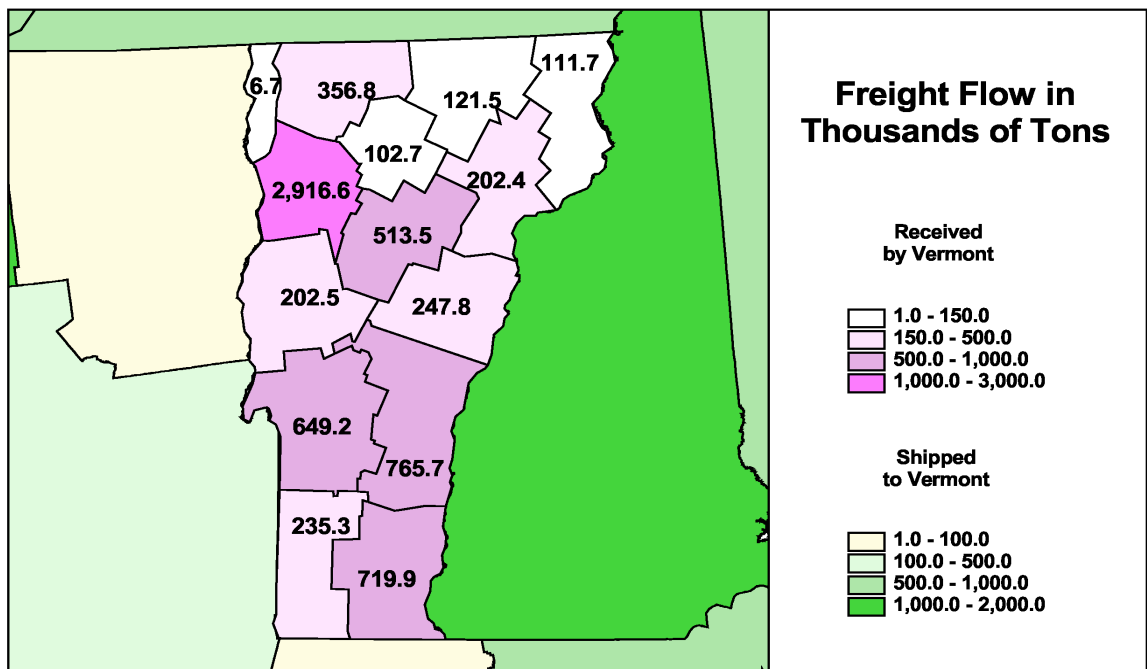 Freight Flow in
Thousands of Tons
6.7
356.8
121.5
111.7
102.7
202.4
2,916.6
513.5
202.5
247.8
649.2
765.7
235.3
719.9
Received
by Vermont
1.0 - 150.0
150.0 - 500.0
500.0 - 1,000.0
1,000.0 - 3,000.0
Shipped
to Vermont
1.0 - 100.0
100.0 - 500.0
500.0 - 1,000.0
1,000.0 - 2,000.0